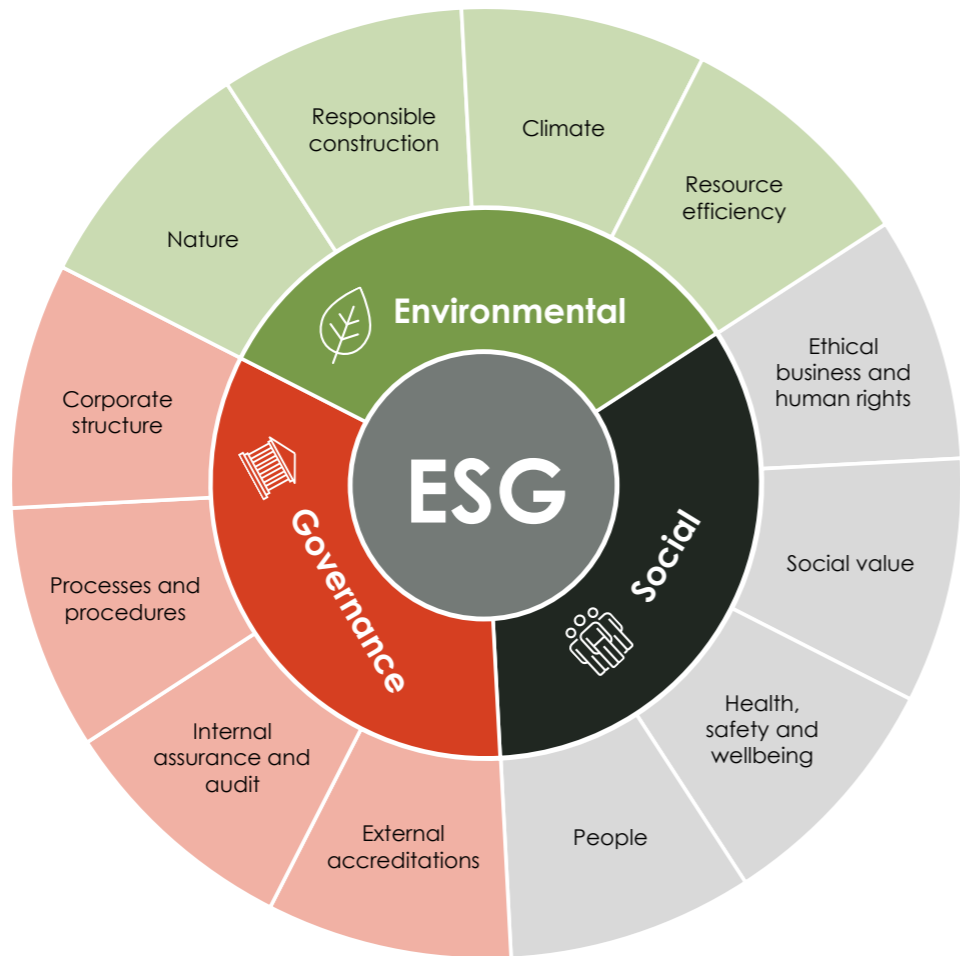 ESG
Environmental
Nature
Responsible
construction
Climate
Resource
efficiency
Social
Ethical
business and
human rights
Social value
Health,
safety and
wellbeing
People
Governance
External
accreditations
Internal
assurance and
audit
Processes and
procedures
Corporate
structure